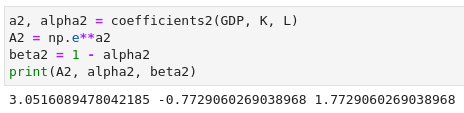 a2, alpha2 = coefficients2(GDP, K, L)
A2 = np.e**a2
beta2 = 1 - alpha2
print(A2, alpha2, beta2)
3.0516089478042185 -0.7729060269038968 1.7729060269038968